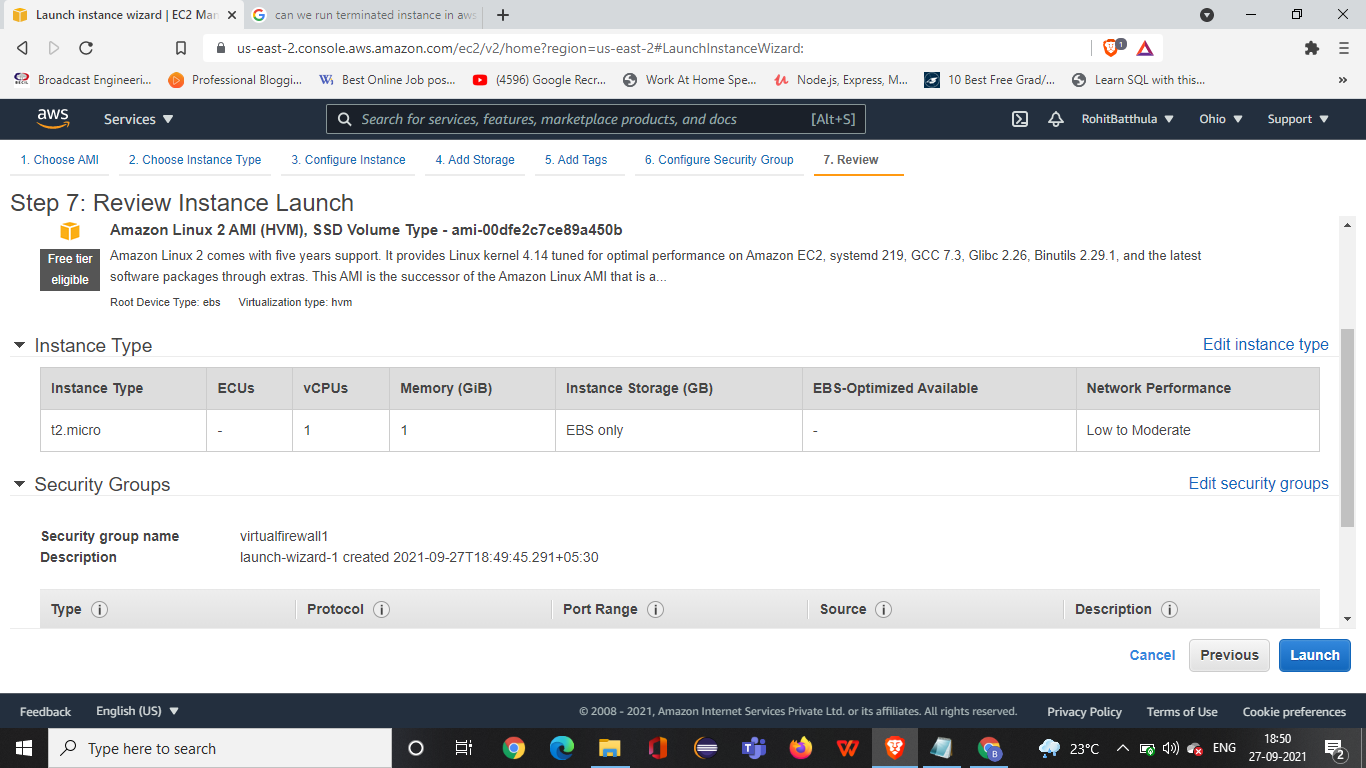 Launch instance wizard | EC2 Man
can we run terminated instance in aws
us-east-2.console.aws.amazon.com/ec2/v2/home?region=us-east-2#LaunchInstanceWizard:
1
Broadcast Engineeri...
Professional Bloggi...
Best Online Job pos...
(4596) Google Recr...
Work At Home Spe...
Node.js, Express, M...
10 Best Free Grad/...
Learn SQL with this...
»
aws
Services
Search for services, features, marketplace products, and docs
[Alt+S]
RohitBatthula
Ohio
Support
1. Choose AMI
2. Choose Instance Type
3. Configure Instance
4. Add Storage
5. Add Tags
6. Configure Security Group
7. Review
Step 7: Review Instance Launch
Amazon Linux 2 AMI (HVM), SSD Volume Type - ami-00dfe2c7ce89a450b
Free tier
eligible
Amazon Linux 2 comes with five years support. It provides Linux kernel 4.14 tuned for optimal performance on Amazon EC2, systemd 219, GCC 7.3, Glibc 2.26, Binutils 2.29.1, and the latest
software packages through extras. This AMI is the successor of the Amazon Linux AMI that is a...
Root Device Type: ebs Virtualization type: hvm
Instance Type
Edit instance type
Instance Type ECUs vCPUs Memory (GiB) Instance Storage (GB) EBS-Optimized Available Network Performance
t2.micro - 1 1 EBS only - Low to Moderate
Security Groups
Edit security groups
Security group name virtualfirewall1
Description launch-wizard-1 created 2021-09-27T18:49:45.291+05:30
Type Protocol Port Range Source Description
Cancel Previous Launch
Feedback English (US) © 2008 - 2021, Amazon Internet Services Private Ltd. or its affiliates. All rights reserved. Privacy Policy Terms of Use Cookie preferences
Type here to search
23°C
ENG
18:50
27-09-2021
2